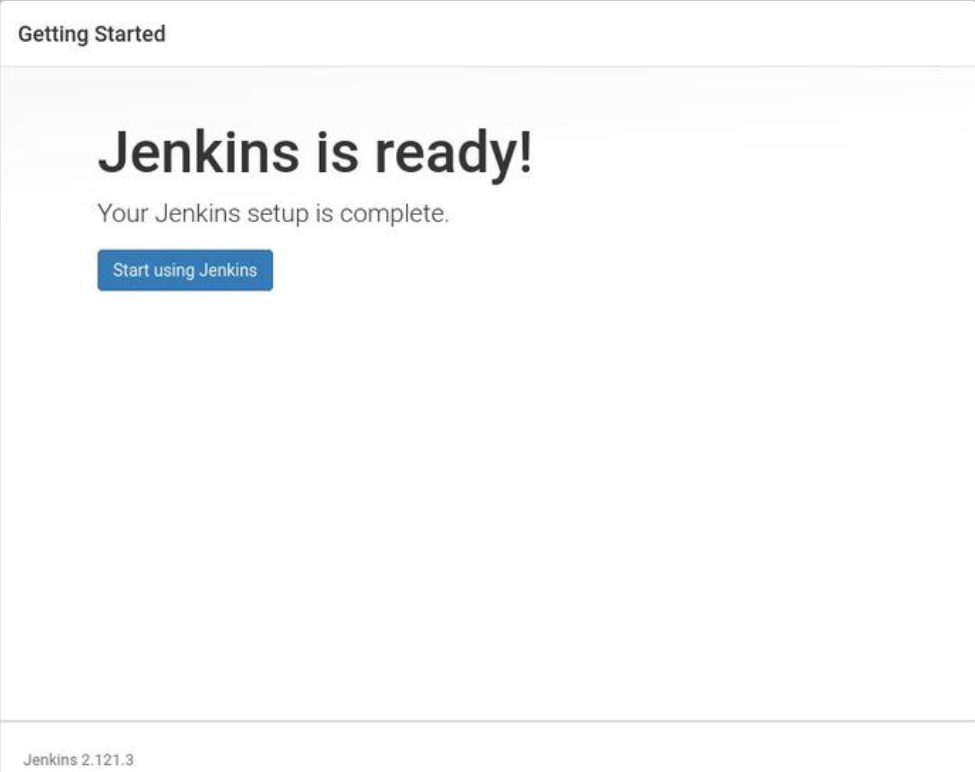 Getting Started
Jenkins is ready!
Your Jenkins setup is complete.
Start using Jenkins
Jenkins 2.121.3